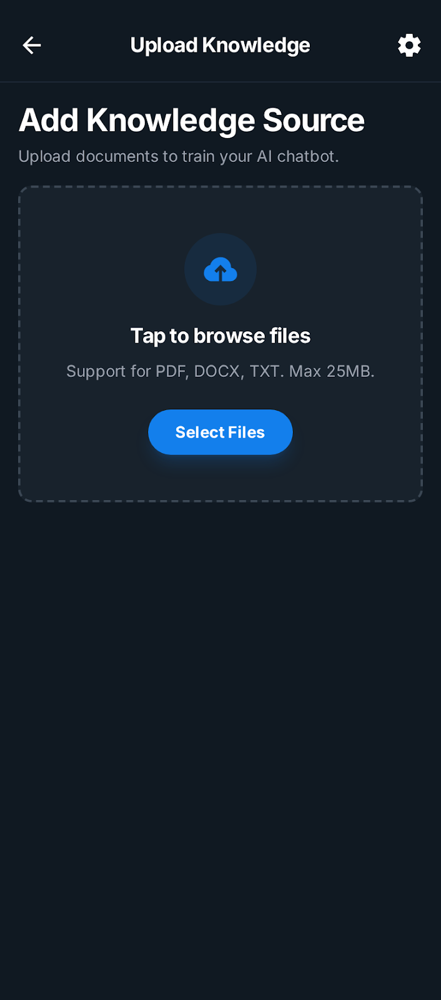 Upload Knowledge
Add Knowledge Source
Upload documents to train your AI chatbot.
Tap to browse files
Support for PDF, DOCX, TXT. Max 25MB.
Select Files